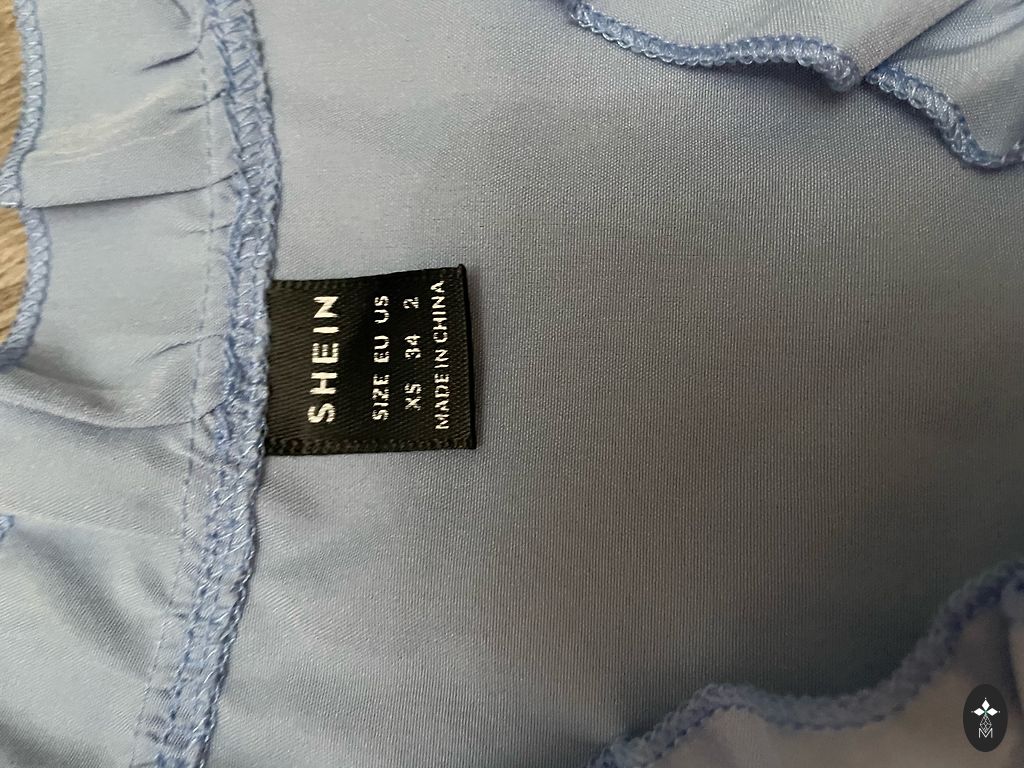 SHEIN
SIZE EU US
XS 34 2
MADE IN CHINA